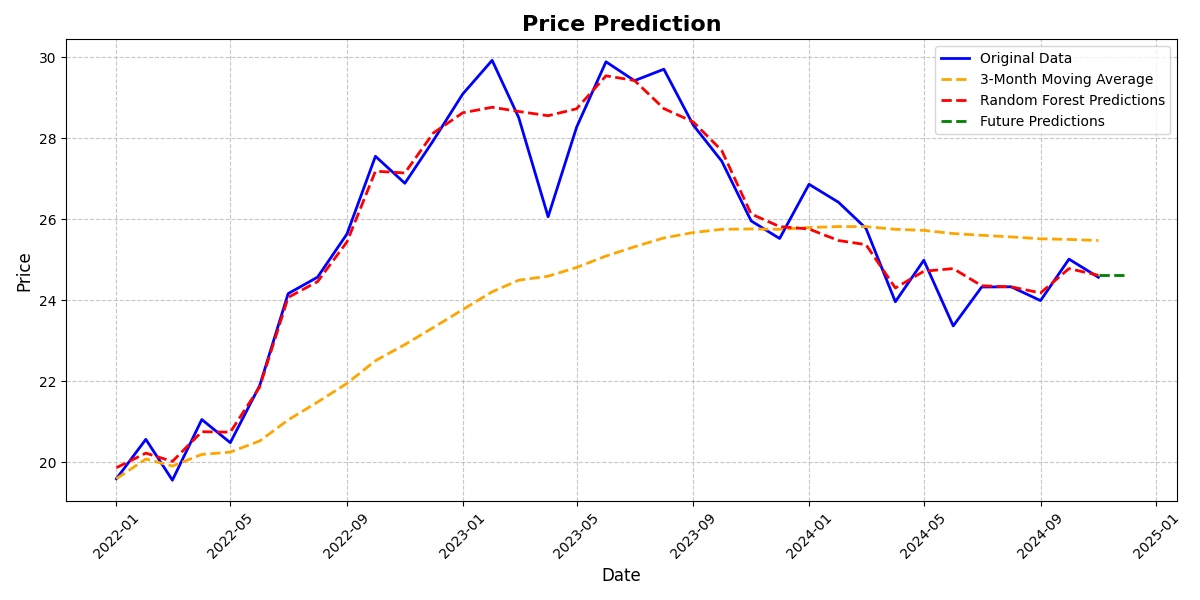 Price Prediction
Original Data
3-Month Moving Average
Random Forest Predictions
Future Predictions
Price
30
28
26
24
22
20
2022-01
2022-05
2022-09
2023-01
2023-05
2023-09
2024-01
2024-05
2024-09
2025-01
Date